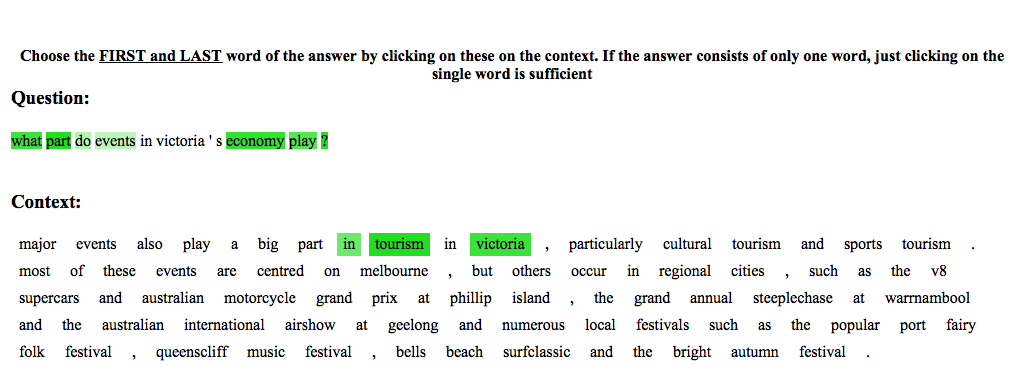 Choose the FIRST and LAST word of the answer by clicking on these on the context. If the answer consists of only one word, just clicking on the
single word is sufficient
Question:
what part do events in victoria ' s economy play ?
Context:
major events also play a big part in tourism in victoria , particularly cultural tourism and sports tourism .
most of these events are centred on melbourne , but others occur in regional cities , such as the v8
supercars and australian motorcycle grand prix at phillip island , the grand annual steeplechase at warrnambool
and the australian international airshow at geelong and numerous local festivals such as the popular port fairy
folk festival , queenscliff music festival , bells beach surfclassic and the bright autumn festival .